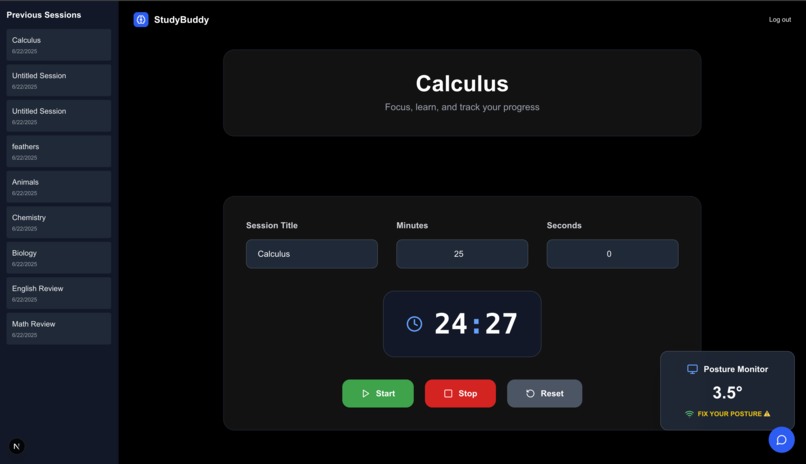 Previous Sessions
Calculus
6/22/2025
Untitled Session
6/22/2025
Untitled Session
6/22/2025
feathers
6/22/2025
Animals
6/22/2025
Chemistry
6/22/2025
Biology
6/22/2025
English Review
6/22/2025
Math Review
6/22/2025
N
StudyBuddy
Log out
Calculus
Focus, learn, and track your progress
Session Title
Minutes
Seconds
Calculus
25
0
24:27
Start
Stop
Reset
Posture Monitor
3.5°
FIX YOUR POSTURE ⚠